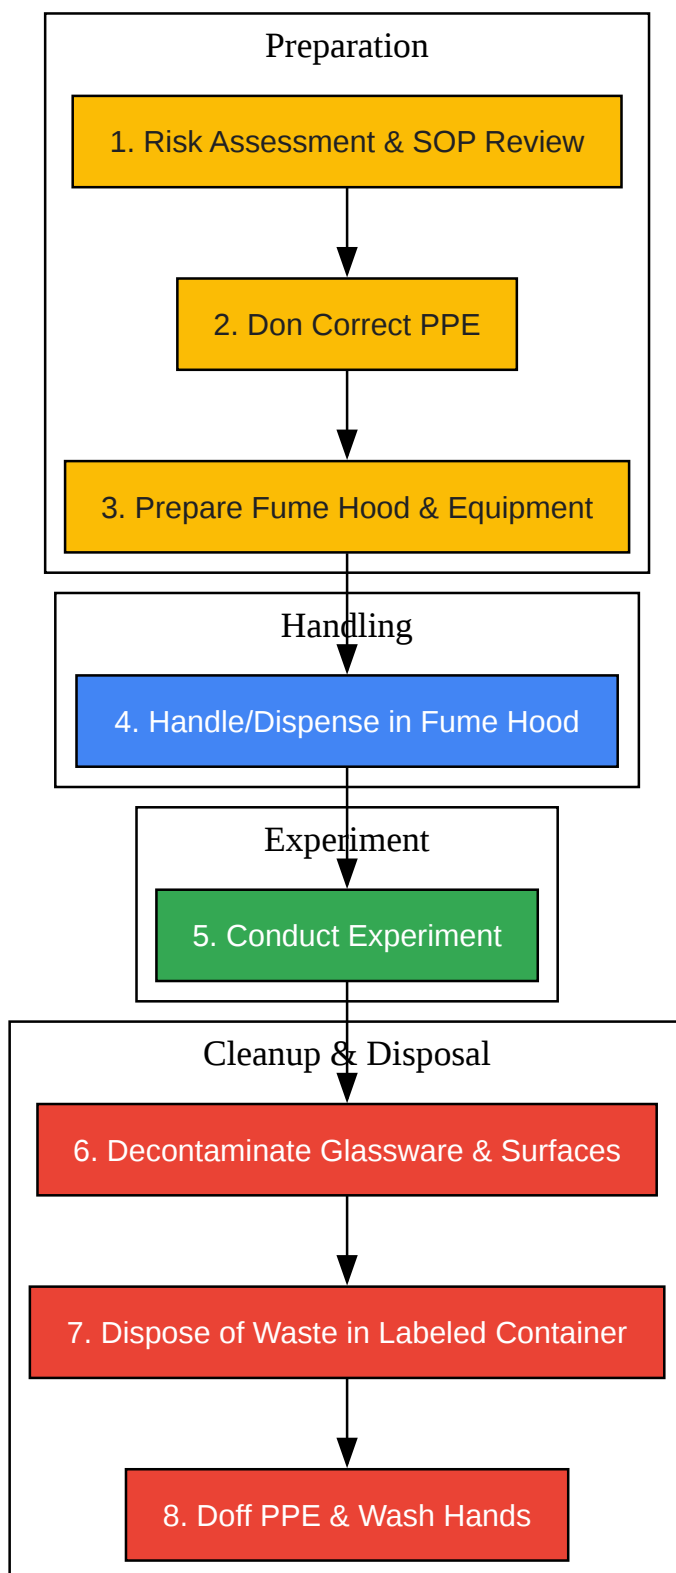 Preparation
1. Risk Assessment & SOP Review
2. Don Correct PPE
3. Prepare Fume Hood & Equipment
Handling
4. Handle/Dispense in Fume Hood
Experiment
5. Conduct Experiment
Cleanup & Disposal
6. Decontaminate Glassware & Surfaces
7. Dispose of Waste in Labeled Container
8. Doff PPE & Wash Hands